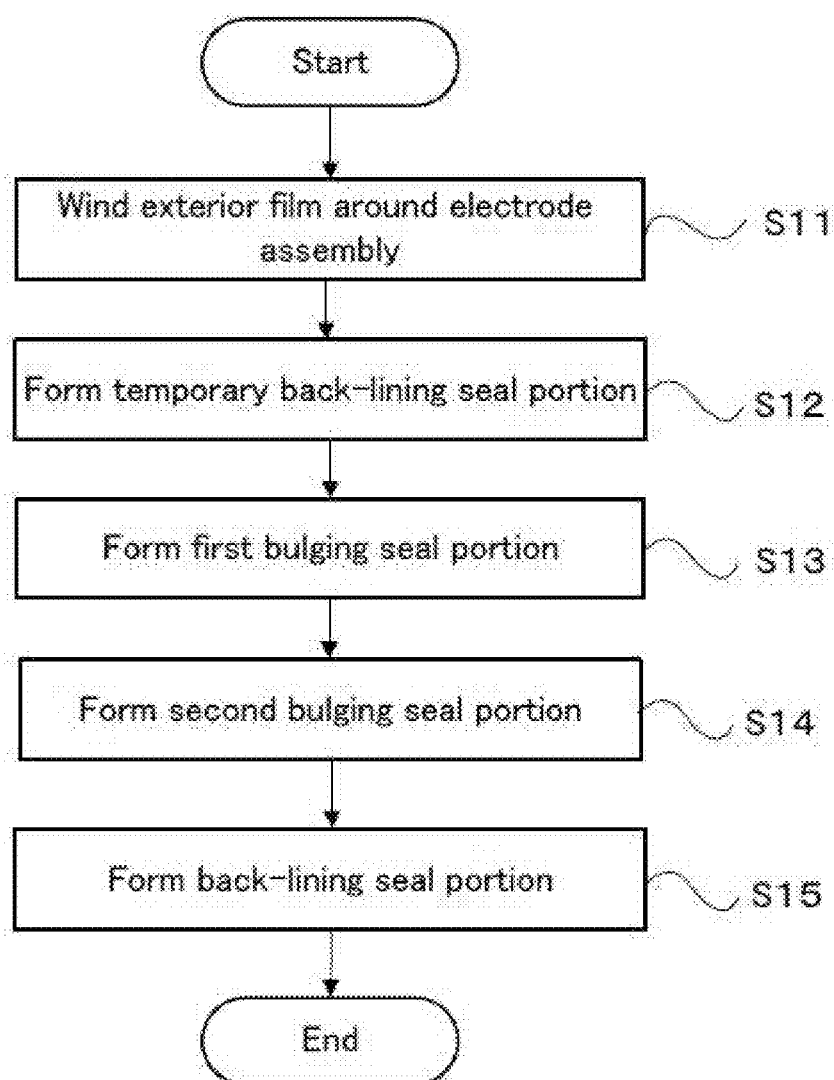 Start
Wind exterior film around electrode
assembly
S11
Form temporary back-lining seal portion
S12
Form first bulging seal portion
S13
Form second bulging seal portion
S14
Form back-lining seal portion
S15
End